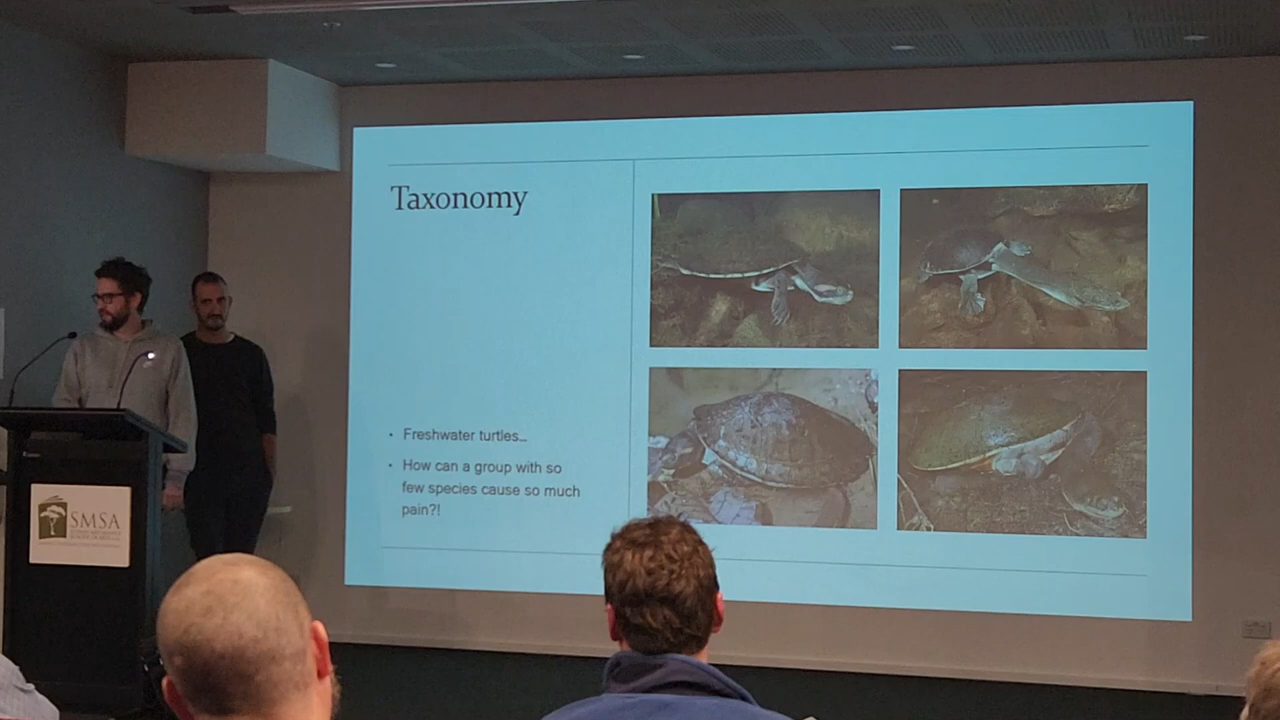 Taxonomy
• Freshwater turtles...
• How can a group with so
few species cause so much
pain?!
SMSA